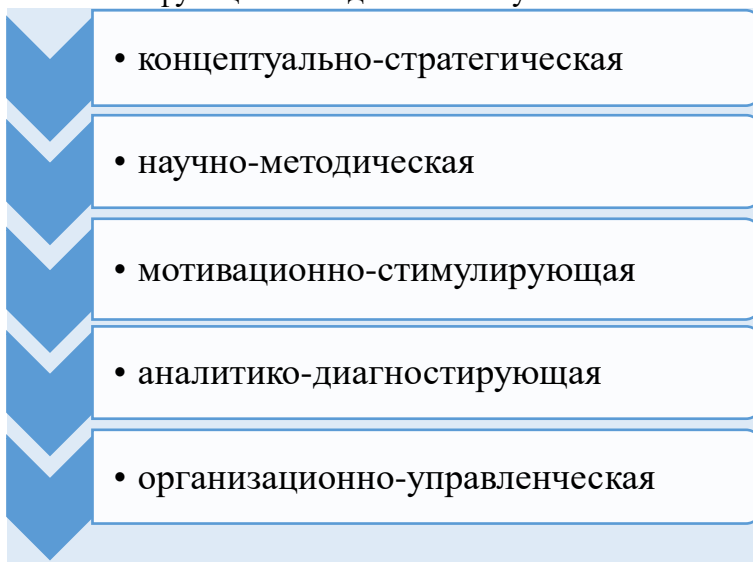 • концептуально-стратегическая
• научно-методическая
• мотивационно-стимулирующая
• аналитико-диагностирующая
• организационно-управленческая